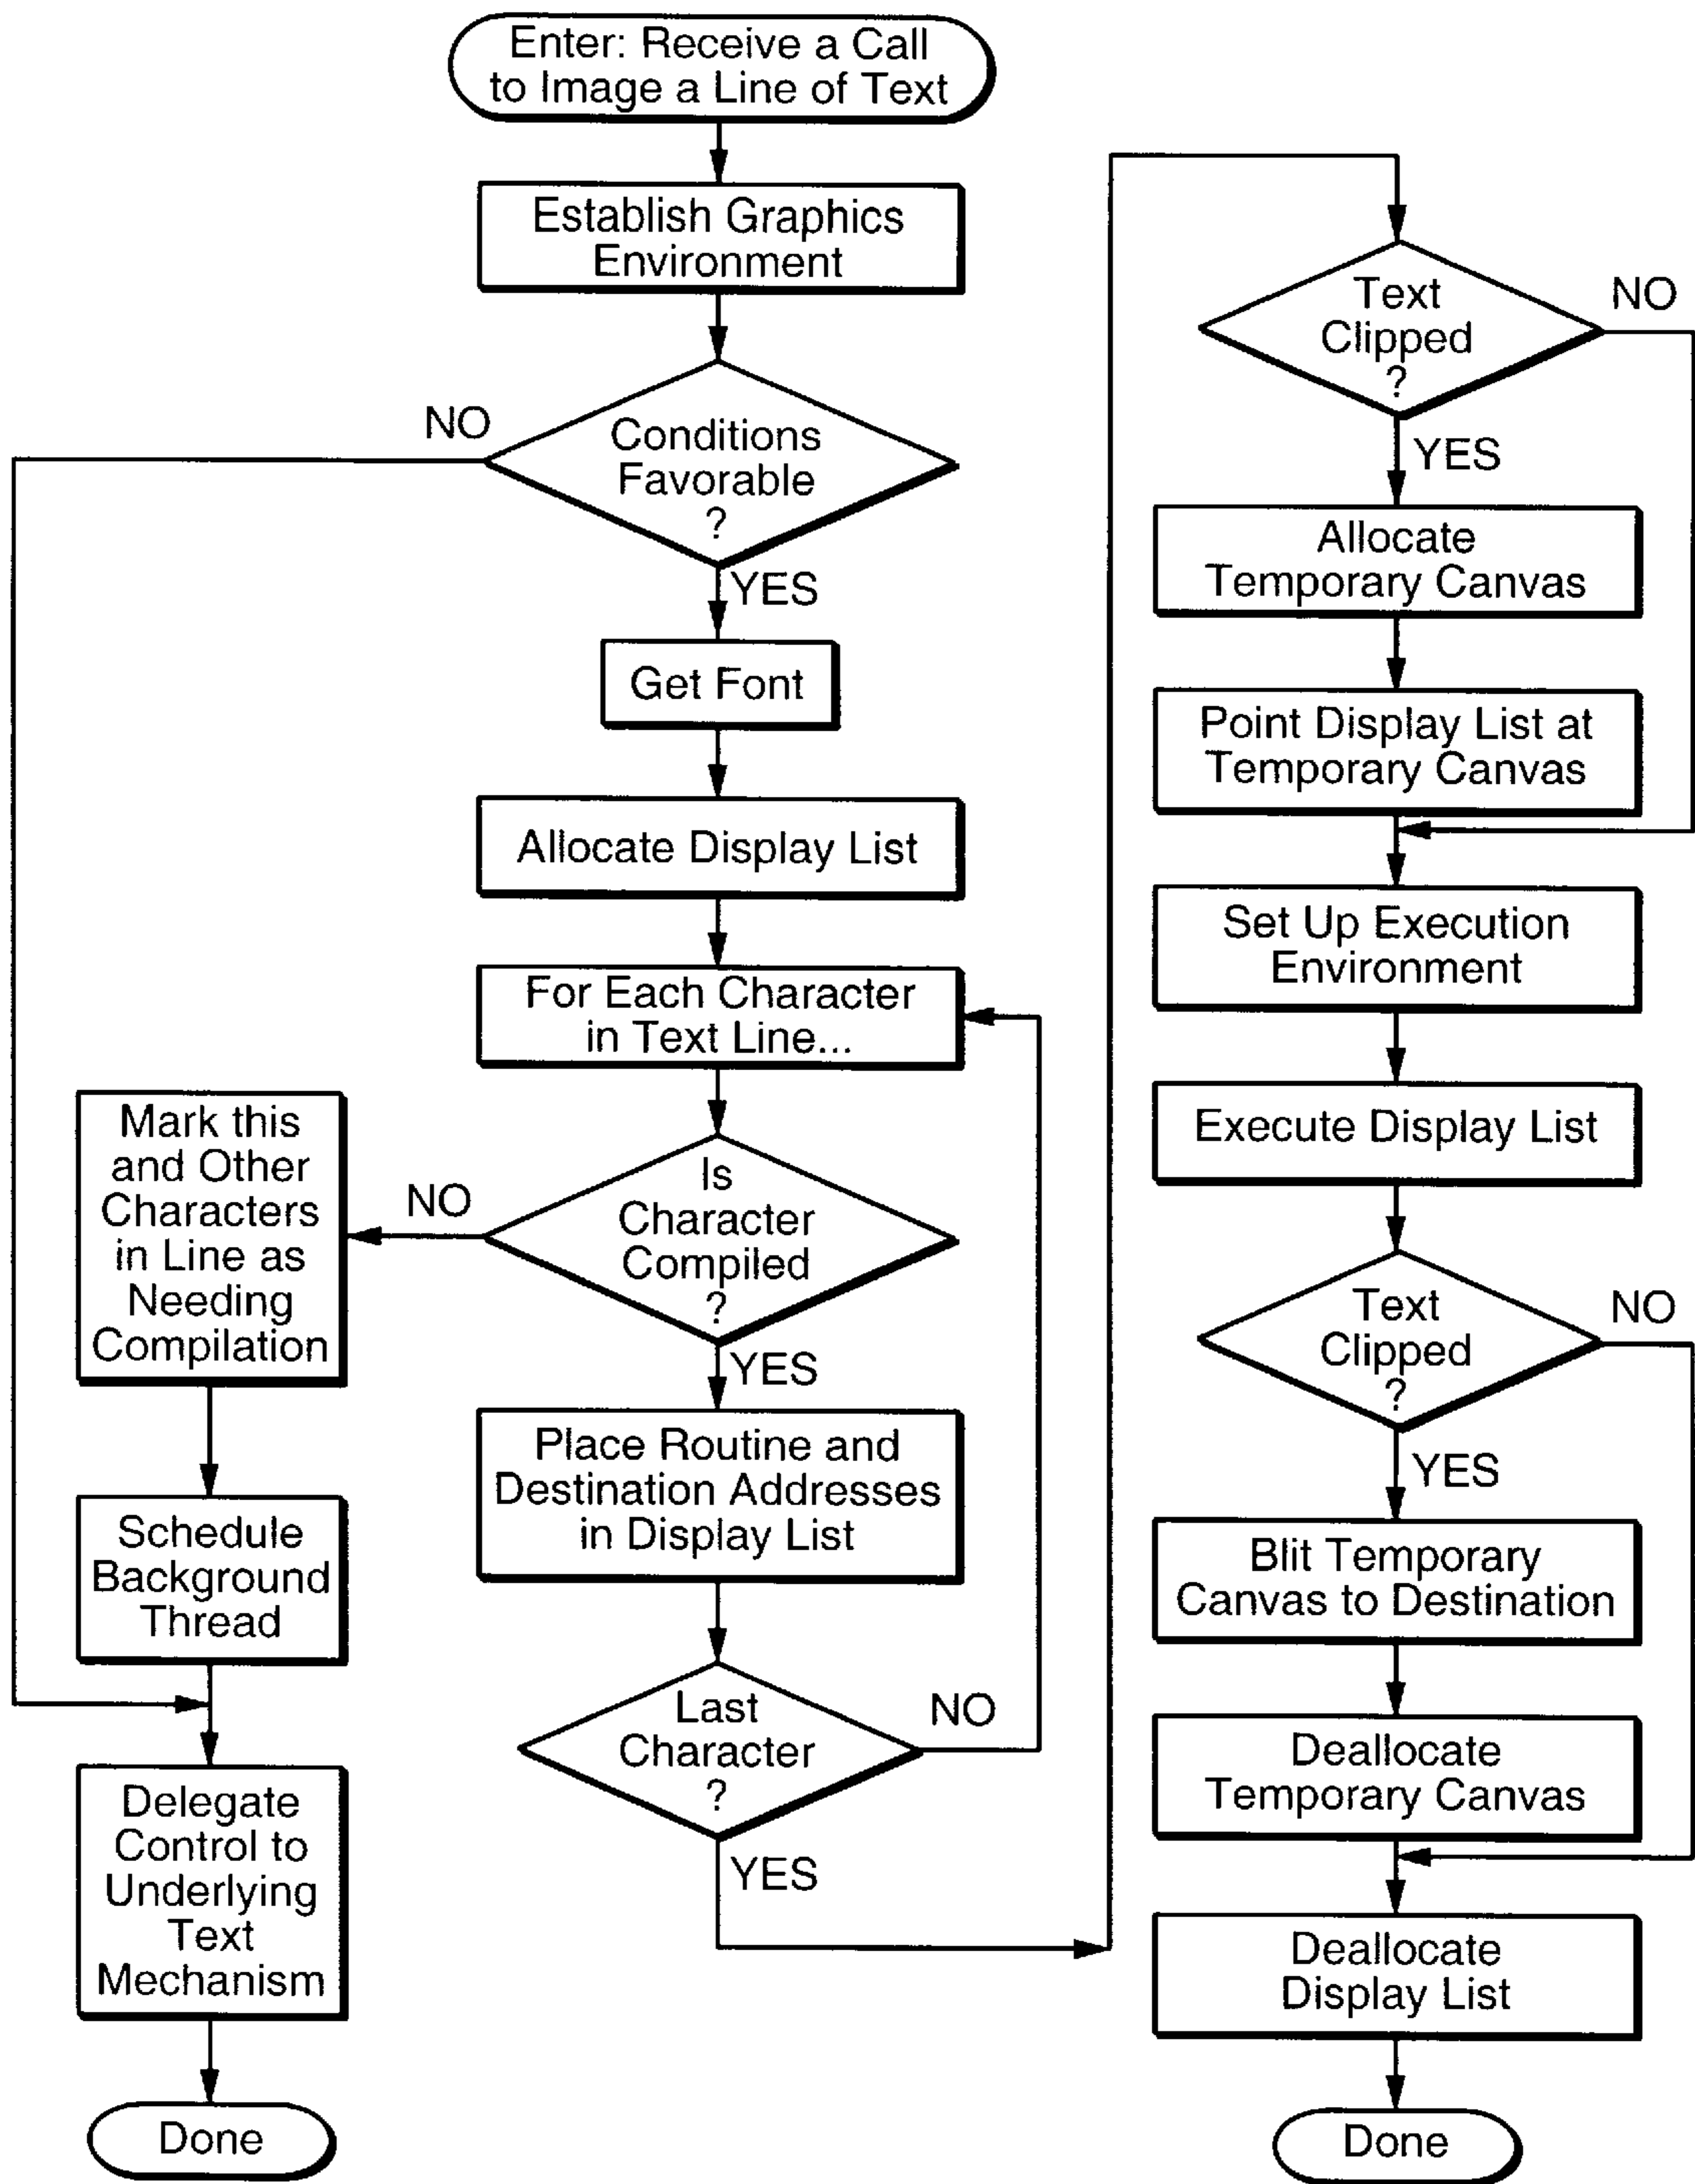 Enter: Receive a Call
to Image a Line of Text
Establish Graphics
Environment
NO
Conditions
Favorable
?
YES
Get Font
Allocate Display List
For Each Character
in Text Line...
Is
Character
Compiled
?
NO
Mark this
and Other
Characters
in Line as
Needing
Compilation
Schedule
Background
Thread
Delegate
Control to
Underlying
Text
Mechanism
Done
YES
Place Routine and
Destination Addresses
in Display List
Last
Character
?
NO
YES
Text
Clipped
?
NO
YES
Allocate
Temporary Canvas
Point Display List at
Temporary Canvas
Set Up Execution
Environment
Execute Display List
Text
Clipped
?
NO
YES
Blit Temporary
Canvas to Destination
Deallocate
Temporary Canvas
Deallocate
Display List
Done